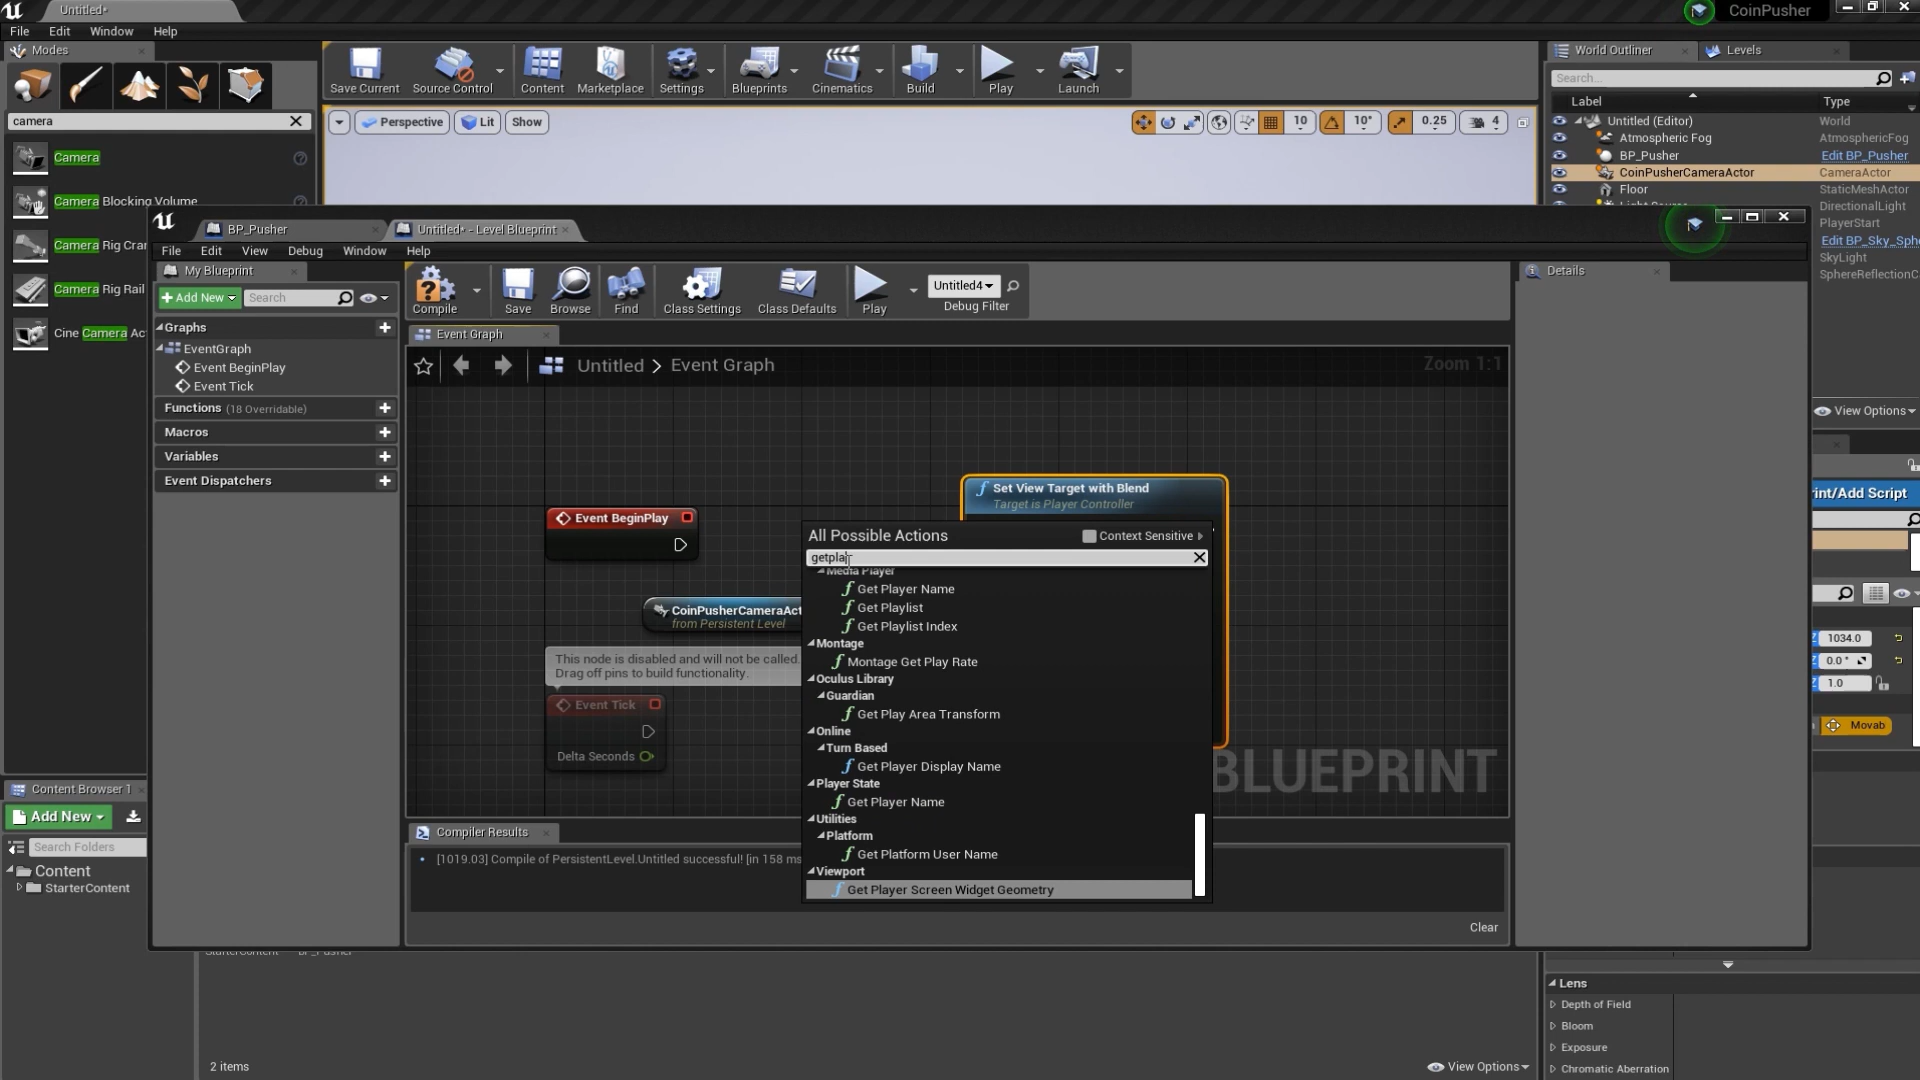 Untitled*
CoinPusher
File Edit Window Help
Modes
World Outliner
Levels
Save Current
Source Control
Content
Marketplace
Settings
Blueprints
Cinematics
Build
Play
Launch
Search...
Label
Type
camera
Perspective
Lit
Show
10
10°
0.25
4
Untitled (Editor)
World
Atmospheric Fog
AtmosphericFog
BP_Pusher
Edit BP_Pusher
CoinPusherCameraActor
CameraActor
Floor
StaticMeshActor
DirectionalLight
PlayerStart
Edit BP_Sky_Sphe
SkyLight
SphereReflectionC
Camera
Camera Blocking Volume
Camera Rig Cra
Camera Rig Rail
Cine Camera Ac
BP_Pusher
Untitled* - Level Blueprint
File Edit View Debug Window Help
My Blueprint
Details
Add New
Search
Compile
Save
Browse
Find
Class Settings
Class Defaults
Play
Untitled4
Debug Filter
Graphs
EventGraph
Event BeginPlay
Event Tick
Functions (18 Overridable)
Macros
Variables
Event Dispatchers
Event Graph
Untitled > Event Graph
Zoom 1:1
Event BeginPlay
CoinPusherCameraAct
from Persistent Level
This node is disabled and will not be called.
Drag off pins to build functionality.
Event Tick
Delta Seconds
Set View Target with Blend
Target is Player Controller
All Possible Actions
Context Sensitive
getpla
Media Player
Get Player Name
Get Playlist
Get Playlist Index
Montage
Montage Get Play Rate
Oculus Library
Guardian
Get Play Area Transform
Online
Turn Based
Get Player Display Name
Player State
Get Player Name
Utilities
Platform
Get Platform User Name
Viewport
Get Player Screen Widget Geometry
BLUEPRINT
Compiler Results
[1019.03] Compile of PersistentLevel.Untitled successful! [in 158 ms
Clear
View Options
rint/Add Script
1034.0
0.0 °
1.0
Movab
Content Browser 1
Add New
Search Folders
Content
StarterContent
2 items
View Options
Lens
Depth of Field
Bloom
Exposure
Chromatic Aberration